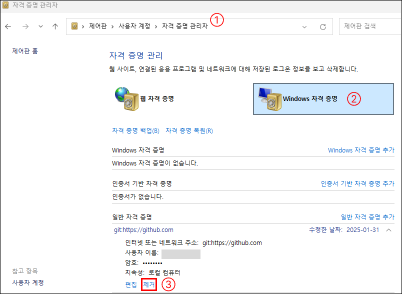 자격 증명 관리자
제어판 > 사용자 계정 > 자격 증명 관리자 ①
제어판 검색
제어판 홈
자격 증명 관리
웹 사이트, 연결된 응용 프로그램 및 네트워크에 대해 저장된 로그온 정보를 보고 삭제합니다.
웹 자격 증명
Windows 자격 증명 ②
자격 증명 백업(B) 자격 증명 복원(R)
Windows 자격 증명 Windows 자격 증명 추가
Windows 자격 증명이 없습니다.
인증서 기반 자격 증명 인증서 기반 자격 증명 추가
인증서가 없습니다.
일반 자격 증명 일반 자격 증명 추가
git:https://github.com 수정한 날짜: 2025-01-31
인터넷 또는 네트워크 주소: git:https://github.com
사용자 이름:
암호: ••••••••
지속성: 로컬 컴퓨터
편집 제거 ③
참고 항목
사용자 계정